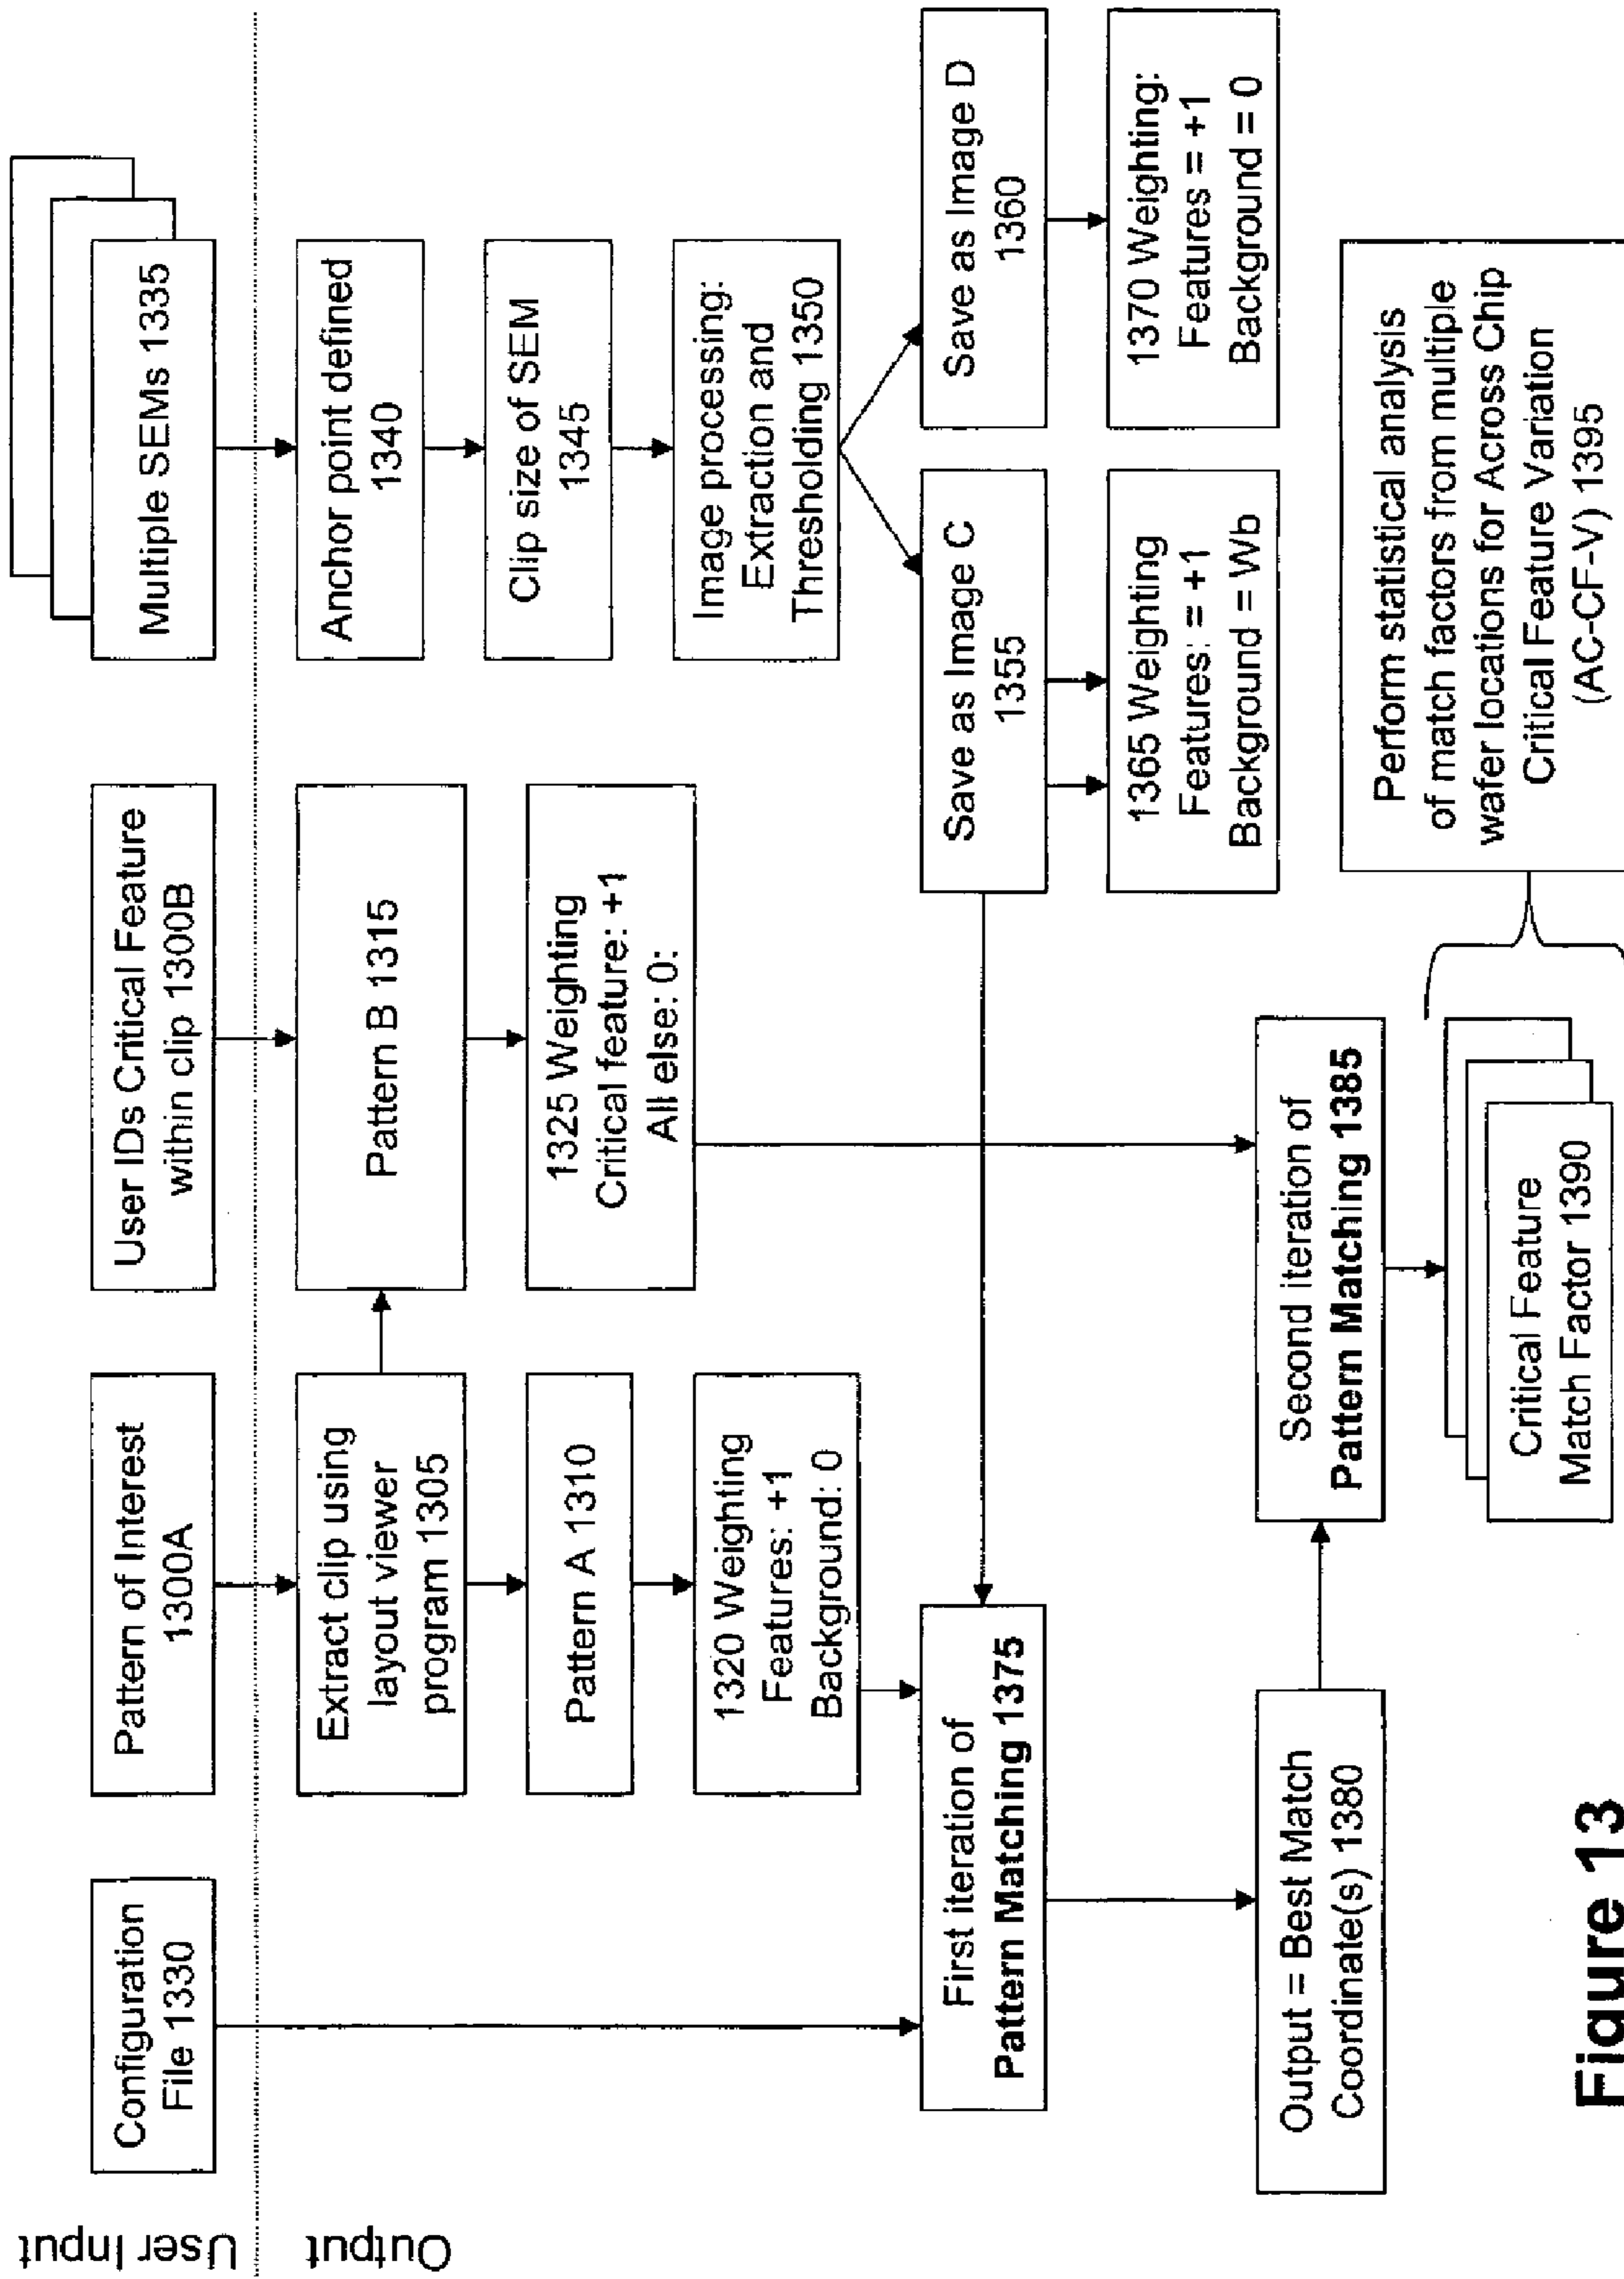 User Input
Output
Configuration
File 1330
Pattern of Interest
1300A
User IDs Critical Feature
within clip 1300B
Multiple SEMs 1335
Extract clip using
layout viewer
program 1305
Pattern B 1315
Anchor point defined
1340
Pattern A 1310
1325 Weighting
Critical feature: +1
All else: 0:
Clip size of SEM
1345
1320 Weighting
Features: +1
Background: 0
Image processing:
Extraction and
Thresholding 1350
First iteration of
Pattern Matching 1375
Save as Image C
1355
Save as Image D
1360
1365 Weighting
Features: = +1
Background = Wb
1370 Weighting:
Features = +1
Background = 0
Output = Best Match
Coordinate(s) 1380
Second iteration of
Pattern Matching 1385
Critical Feature
Match Factor 1390
Perform statistical analysis
of match factors from multiple
wafer locations for Across Chip
Critical Feature Variation
(AC-CF-V) 1395
Figure 13